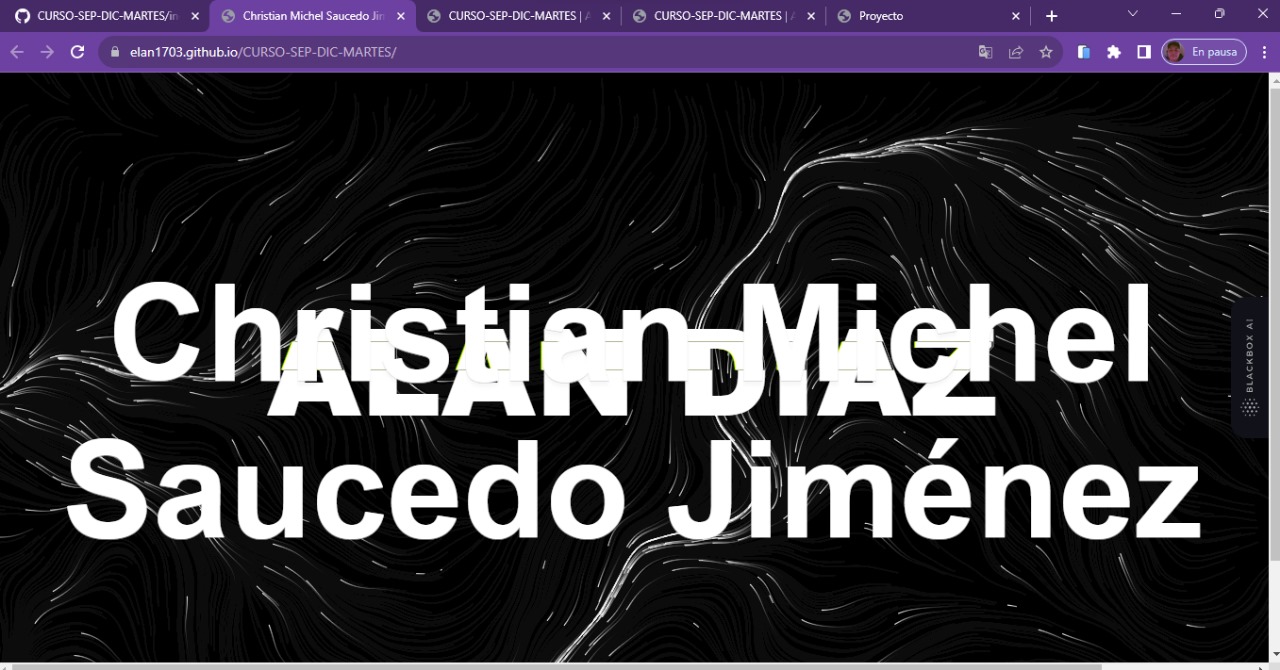 CURSO-SEP-DIC-MARTES/in
Christian Michel Saucedo Jir
CURSO-SEP-DIC-MARTES | A
CURSO-SEP-DIC-MARTES | A
Proyecto
elan1703.github.io/CURSO-SEP-DIC-MARTES/
En pausa
Christian Michel
ALAN DIAZ
Saucedo Jiménez
BLACKBOX AI